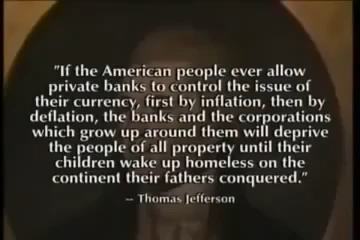 "If the American people ever allow
private banks to control the issue of
their currency, first by inflation, then by
deflation, the banks and the corporations
which grow up around them will deprive
the people of all property until their
children wake up homeless on the
continent their fathers conquered."
-- Thomas Jefferson